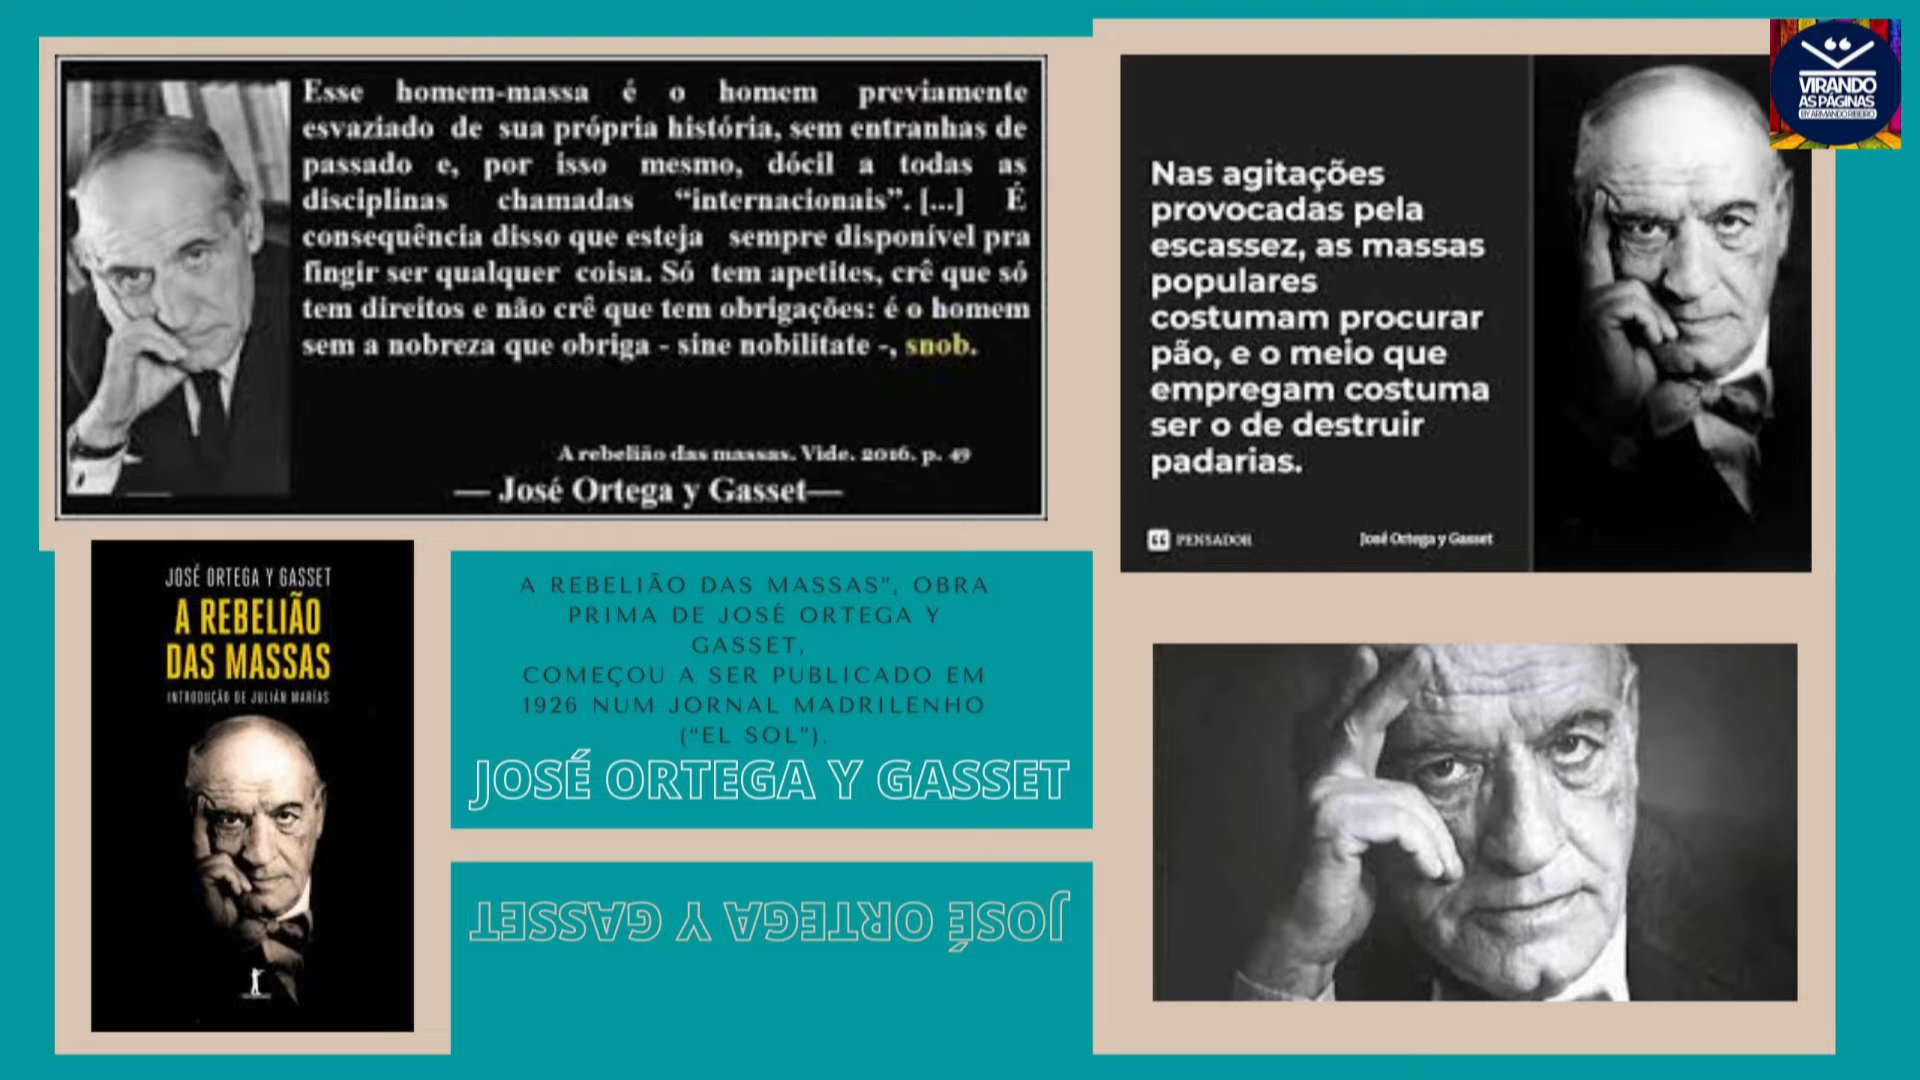 Esse homem-massa é o homem previamente
esvaziado de sua própria história, sem entranhas de
passado e, por isso mesmo, dócil a todas as
disciplinas chamadas “internacionais”. [...] É
consequência disso que esteja sempre disponível pra
fingir ser qualquer coisa. Só tem apetites, crê que só
tem direitos e não crê que tem obrigações: é o homem
sem a nobreza que obriga - sine nobilitate -, snob.
A rebelião das massas. Vide. 2016. p. 49
— José Ortega y Gasset—
Nas agitações
provocadas pela
escassez, as massas
populares
costumam procurar
pão, e o meio que
empregam costuma
ser o de destruir
padarias.
PENSADOR
José Ortega y Gasset
VIRANDO
AS PÁGINAS
BY ARMANDO RIBEIRO
JOSÉ ORTEGA Y GASSET
A REBELIÃO
DAS MASSAS
INTRODUÇÃO DE JULIÁN MARÍAS
A REBELIÃO DAS MASSAS”, OBRA
PRIMA DE JOSÉ ORTEGA Y
GASSET,
COMEÇOU A SER PUBLICADO EM
1926 NUM JORNAL MADRILENHO
(“EL SOL”).
JOSÉ ORTEGA Y GASSET
JOSÉ ORTEGA Y GASSET